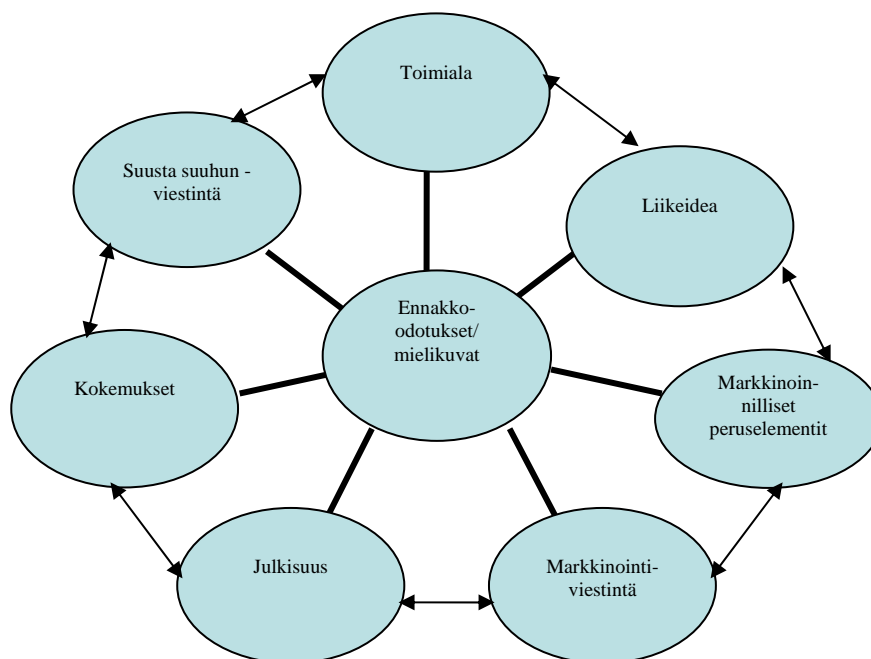 Toimiala
Suusta suuhun -
viestintä
Liikeidea
Ennakko-
odotukset/
mielikuvat
Kokemukset
Markkinoin-
nilliset
peruselementit
Julkisuus
Markkinointi-
viestintä